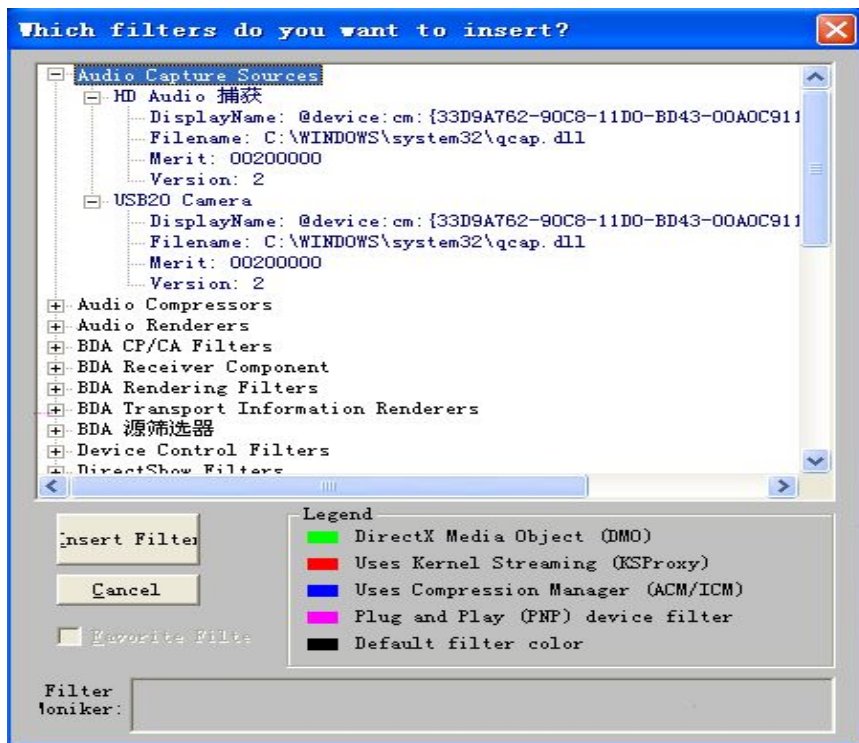 Which filters do you want to insert?
Audio Capture Sources
HD Audio 捕获
DisplayName: @device:cm:{33D9A762-90C8-11D0-BD43-00A0C911
Filename: C:\WINDOWS\system32\qcap.dll
Merit: 00200000
Version: 2
USB20 Camera
DisplayName: @device:cm:{33D9A762-90C8-11D0-BD43-00A0C911
Filename: C:\WINDOWS\system32\qcap.dll
Merit: 00200000
Version: 2
Audio Compressors
Audio Renderers
BDA CP/CA Filters
BDA Receiver Component
BDA Rendering Filters
BDA Transport Information Renderers
BDA 源筛选器
Device Control Filters
DirectShow Filters
Insert Filter
Cancel
Favorite Filte
Legend
DirectX Media Object (DMO)
Uses Kernel Streaming (KSProxy)
Uses Compression Manager (ACM/ICM)
Plug and Play (PNP) device filter
Default filter color
Filter
Moniker: